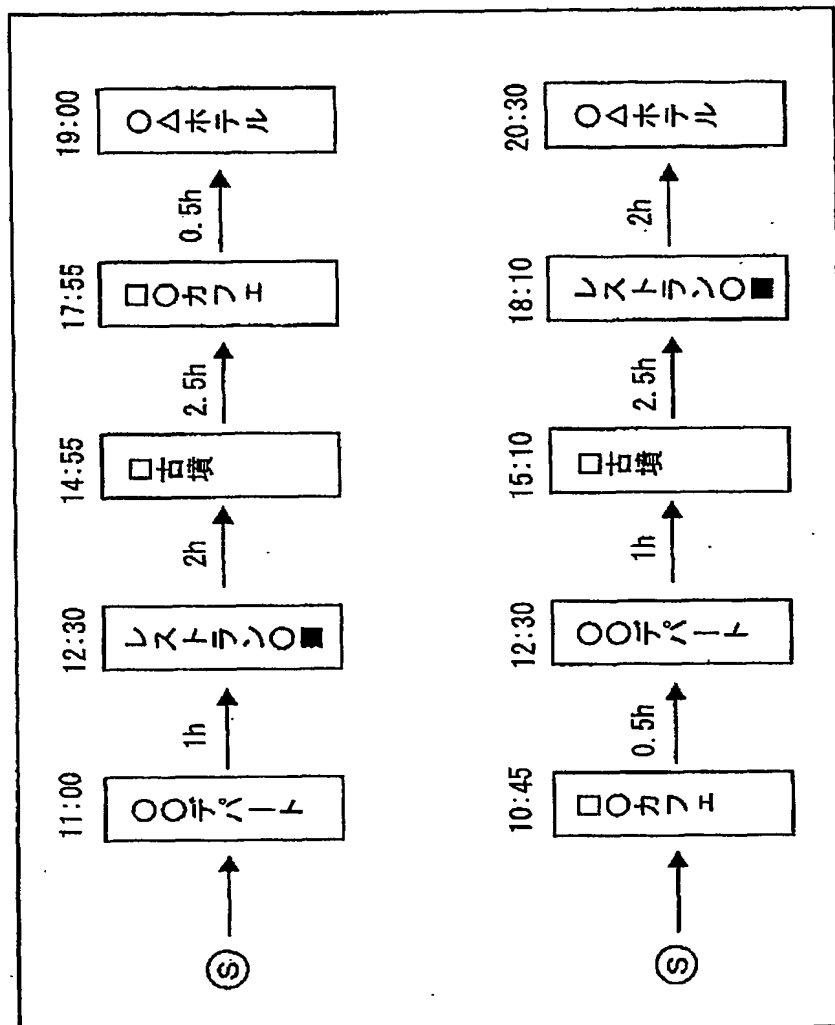 19:00
○△ホテル
0.5h
17:55
□○カフェ
2.5h
14:55
□古墳
2h
12:30
レストラン○■
1h
11:00
○○デパート
S
20:30
○△ホテル
2h
18:10
レストラン○■
2.5h
15:10
□古墳
1h
12:30
○○デパート
0.5h
10:45
□○カフェ
S